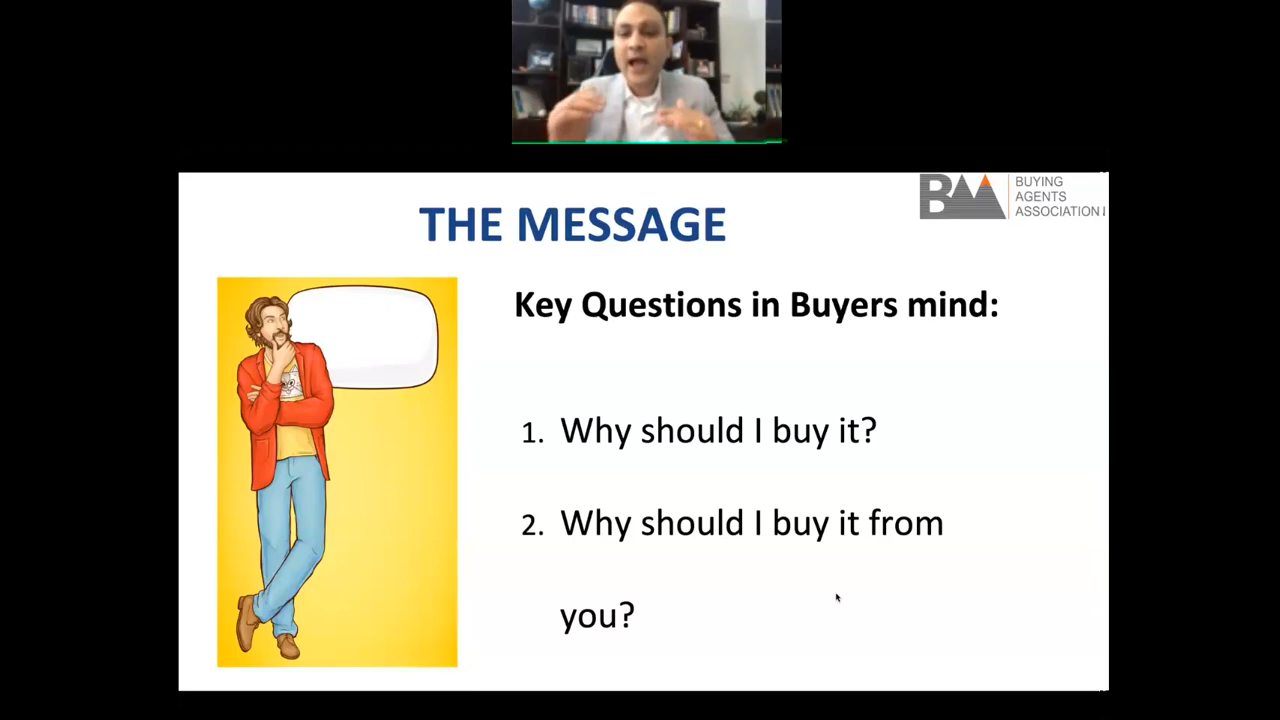 BUYING
AGENTS
ASSOCIATION
THE MESSAGE
Key Questions in Buyers mind:
1. Why should I buy it?
2. Why should I buy it from
you?